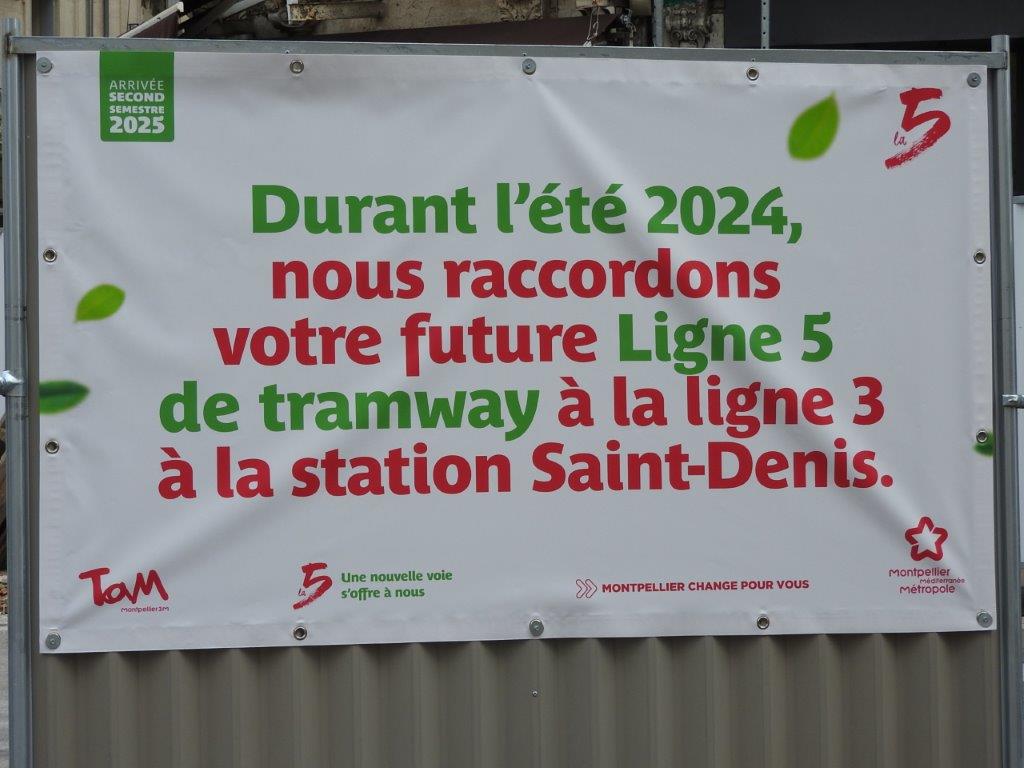 ARRIVÉE
SECOND
SEMESTRE
2025
la 5
Durant l'été 2024,
nous raccordons
votre future Ligne 5
de tramway à la ligne 3
à la station Saint-Denis.
TaM
montpellier3m
la 5
Une nouvelle voie
s'offre à nous
MONTPELLIER CHANGE POUR VOUS
montpellier
méditerranée
métropole